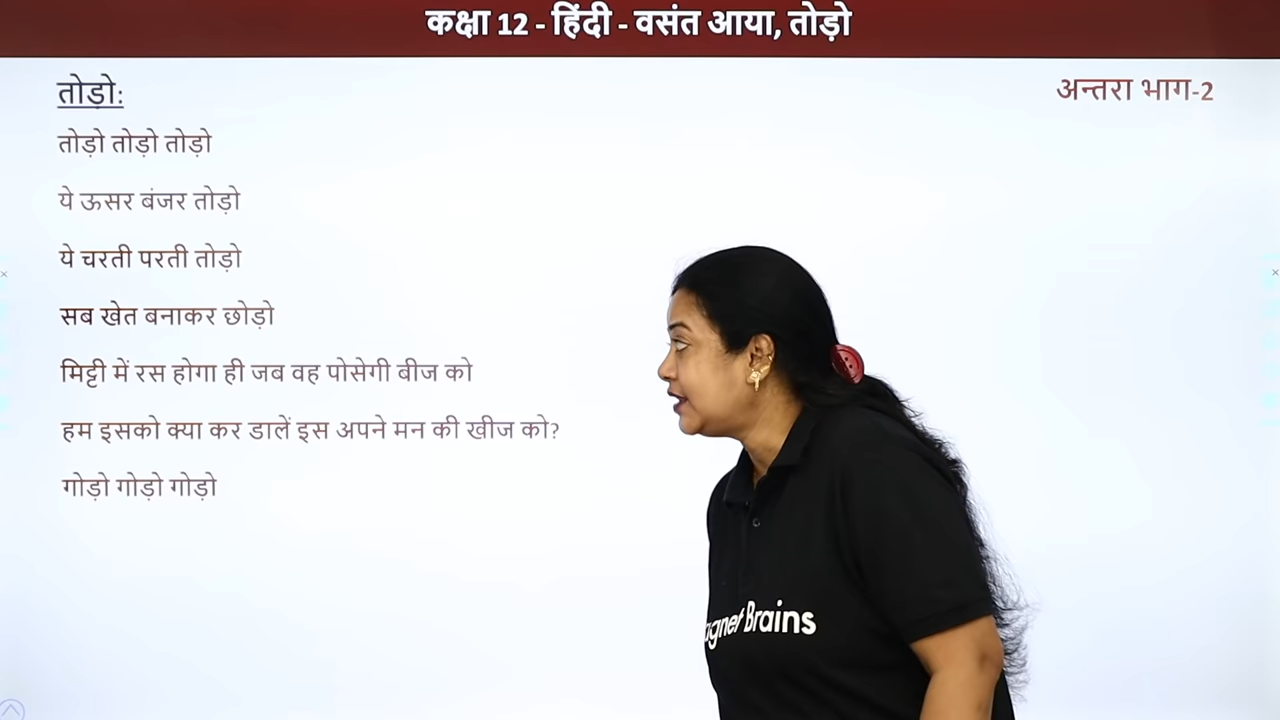 कक्षा 12 - हिंदी - वसंत आया, तोड़ो
तोड़ो:
अन्तरा भाग-2
तोड़ो तोड़ो तोड़ो
ये ऊसर बंजर तोड़ो
ये चरती परती तोड़ो
सब खेत बनाकर छोड़ो
मिट्टी में रस होगा ही जब वह पोसेगी बीज को
हम इसको क्या कर डालें इस अपने मन की खीज को?
गोड़ो गोड़ो गोड़ो
Brains